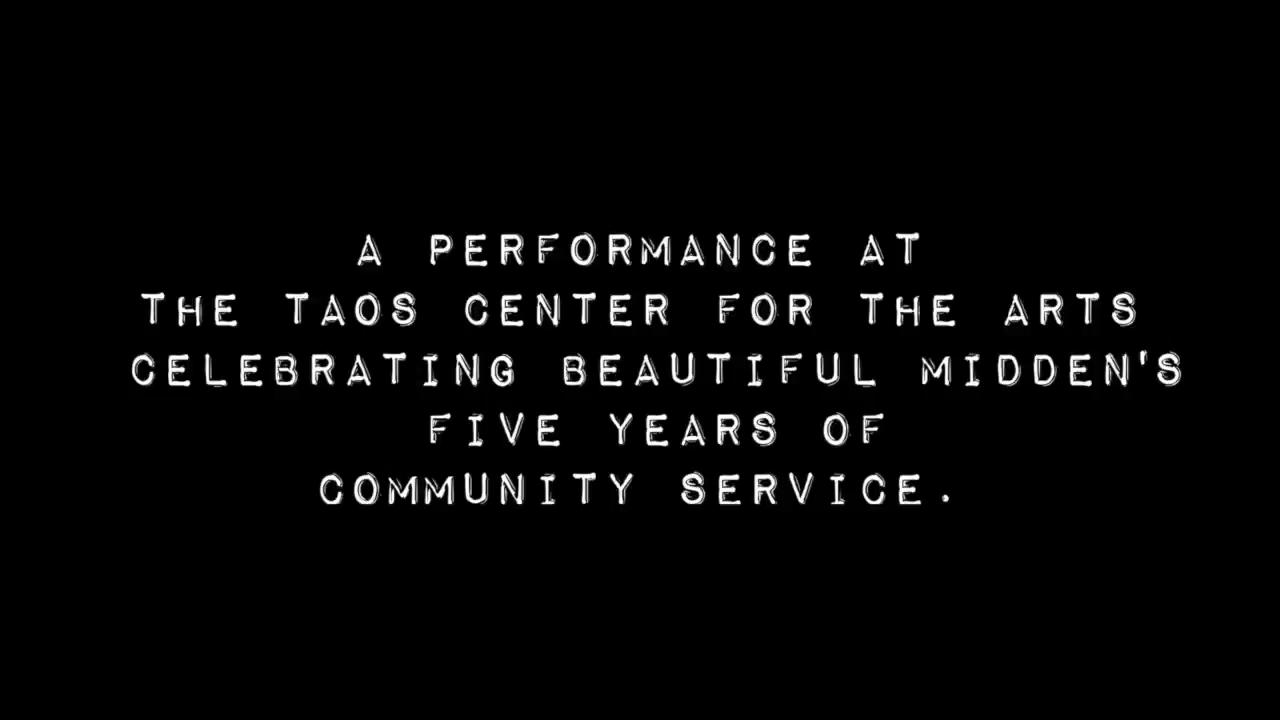 A PERFORMANCE AT
THE TAOS CENTER FOR THE ARTS
CELEBRATING BEAUTIFUL MIDDEN'S
FIVE YEARS OF
COMMUNITY SERVICE.